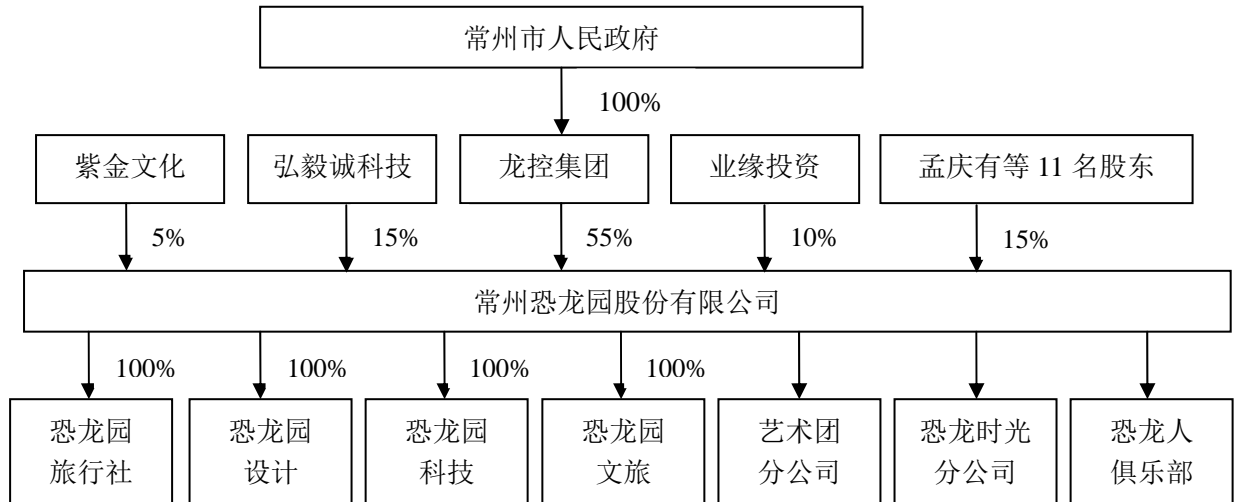 常州市人民政府
100%
紫金文化 弘毅诚科技 龙控集团 业缘投资 孟庆有等 11 名股东
5% 15% 55% 10% 15%
常州恐龙园股份有限公司
100% 100% 100% 100%
恐龙园 恐龙园 恐龙园 恐龙园 艺术团 恐龙时光 恐龙人
旅行社 设计 科技 文旅 分公司 分公司 俱乐部